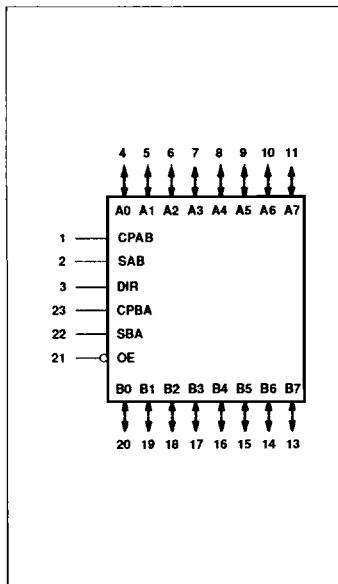 4 5 6 7 8 9 10 11
A0 A1 A2 A3 A4 A5 A6 A7
1 CPAB
2 SAB
3 DIR
23 CPBA
22 SBA
21 OE
B0 B1 B2 B3 B4 B5 B6 B7
20 19 18 17 16 15 14 13